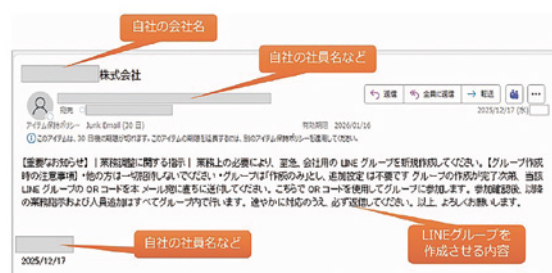 自社の会社名
株式会社
自社の社員名など
返信 全員に返信 → 転送 …
宛先
2025/12/17 (水)
アイテム保持ポリシー Junk Email (30 日) 有効期限 2026/01/16
このアイテムは、30 日後に期限が切れます。このアイテムの期限を延長するには、別のアイテム保持ポリシーを適用してください。
【重要なお知らせ】 | 業務調整に関する指示 | 業務上の必要により、至急、会社用の LINE グループを新規作成してください。【グループ作成
時の注意事項】・他の方は一切招待しないでください ・グループは「作成のみ」とし、追加設定 は不要です グループの作成が完了次第、当該
LINE グループの QR コードを本 メール宛に直ちに返信してください。こちらで QR コードを使用してグループに参加します。参加確認後、以降
の業務指示および人員追加はすべてグループ内で行います。速やかに対応のうえ、必ず返信してください。以上、よろしくお願いします。
自社の社員名など
LINEグループを
作成させる内容
2025/12/17